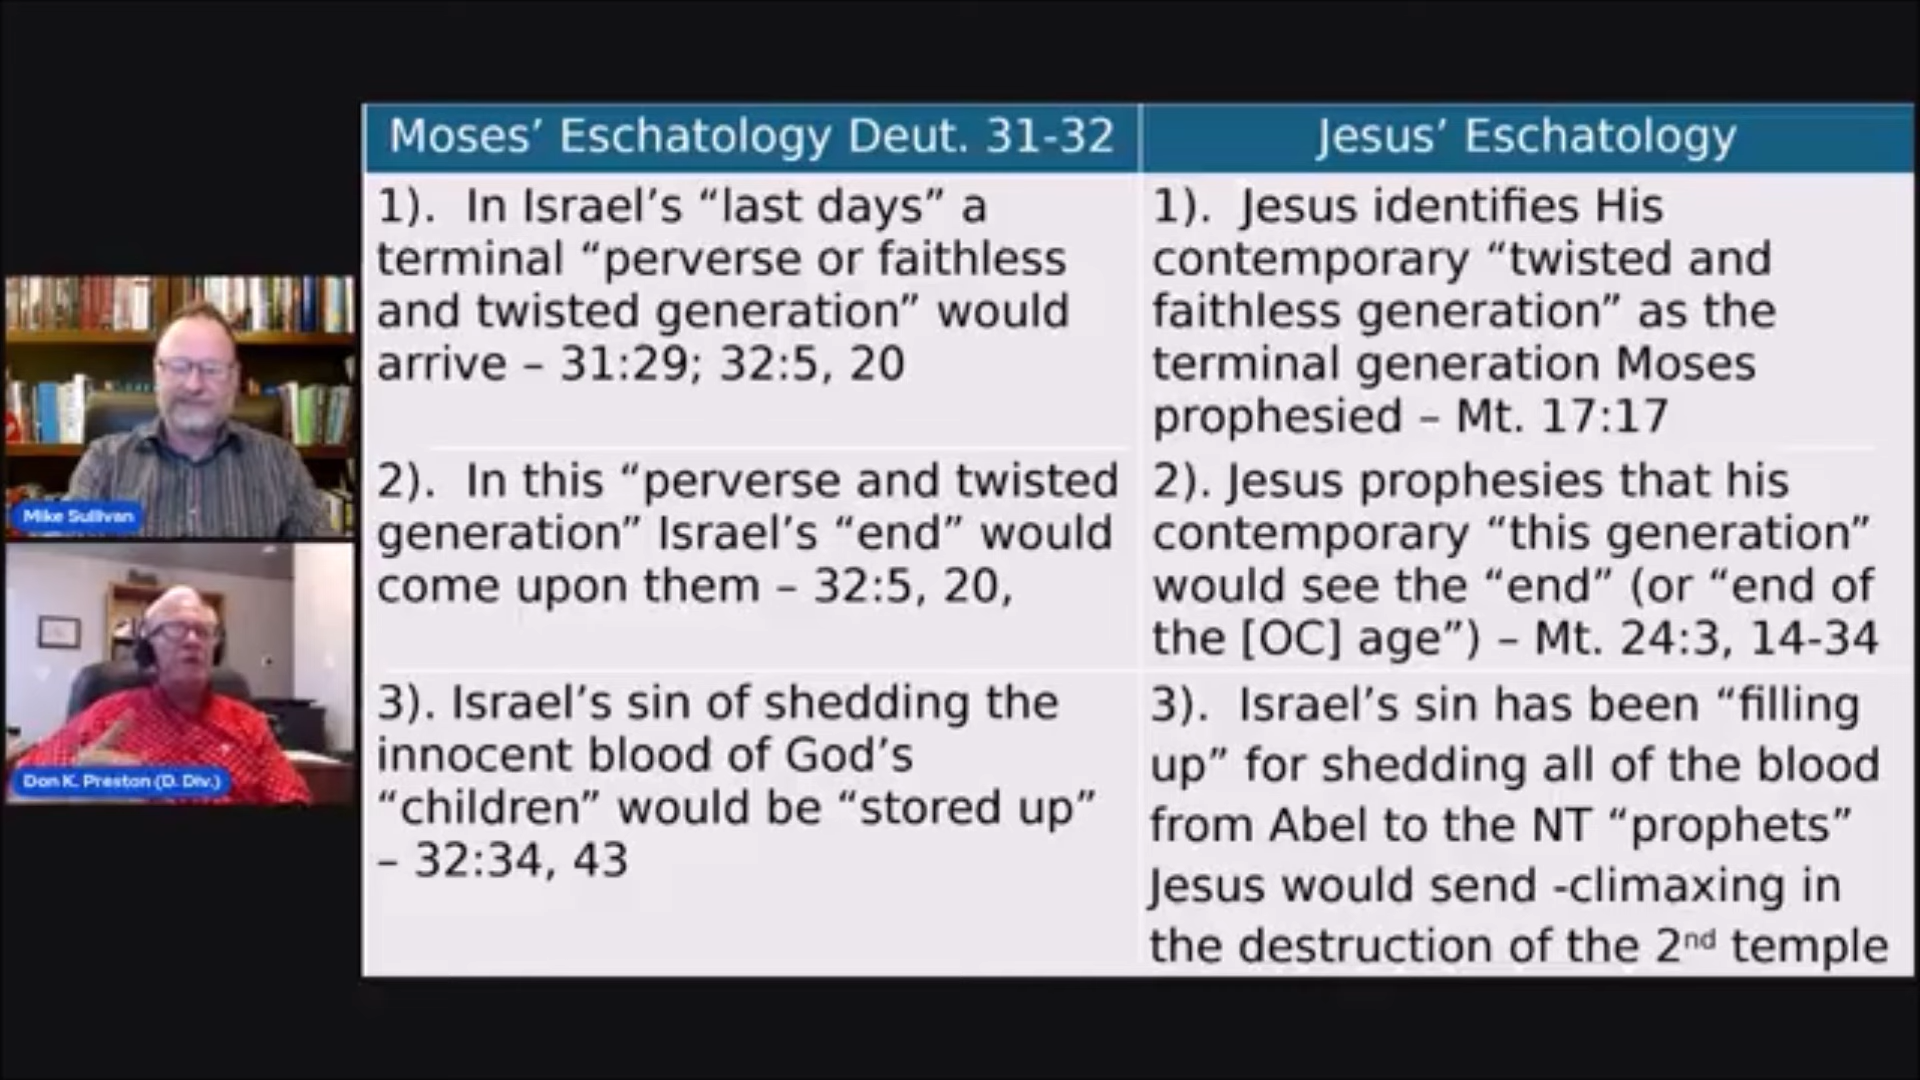 Moses’ Eschatology Deut. 31-32
1). In Israel’s “last days” a
terminal “perverse or faithless
and twisted generation” would
arrive – 31:29; 32:5, 20
2). In this “perverse and twisted
generation” Israel’s “end” would
come upon them – 32:5, 20,
3). Israel’s sin of shedding the
innocent blood of God’s
“children” would be “stored up”
– 32:34, 43
Jesus’ Eschatology
1). Jesus identifies His
contemporary “twisted and
faithless generation” as the
terminal generation Moses
prophesied – Mt. 17:17
2). Jesus prophesies that his
contemporary “this generation”
would see the “end” (or “end of
the [OC] age”) – Mt. 24:3, 14-34
3). Israel’s sin has been “filling
up” for shedding all of the blood
from Abel to the NT “prophets”
Jesus would send -climaxing in
the destruction of the 2nd temple
Mike Sullivan
Don K. Preston (D. Div.)